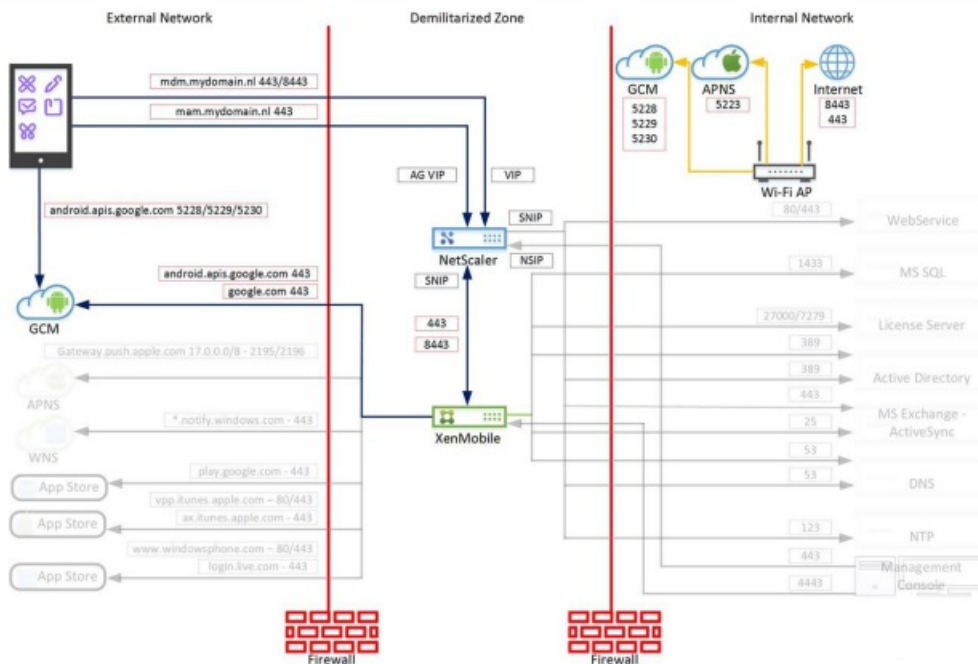 External Network
Demilitarized Zone
Internal Network
mdm.mydomain.nl 443/8443
mam.mydomain.nl 443
GCM
5228
5229
5230
APNS
5223
Internet
8443
443
Wi-Fi AP
AG VIP
VIP
android.apis.google.com 5228/5229/5230
SNIP
80/443
WebService
NetScaler
NSIP
android.apis.google.com 443
google.com 443
SNIP
1433
MS SQL
GCM
443
8443
27000/7279
License Server
389
Gateway.push.apple.com 17.0.0.0/8 - 2195/2196
APNS
389
Active Directory
443
MS Exchange -
ActiveSync
*.notify.windows.com - 443
WNS
XenMobile
25
53
play.google.com - 443
App Store
53
DNS
vpp.itunes.apple.com – 80/443
ax.itunes.apple.com - 443
App Store
123
NTP
www.windowsphone.com – 80/443
login.live.com - 443
App Store
443
Management
Console
4443
Firewall
Firewall